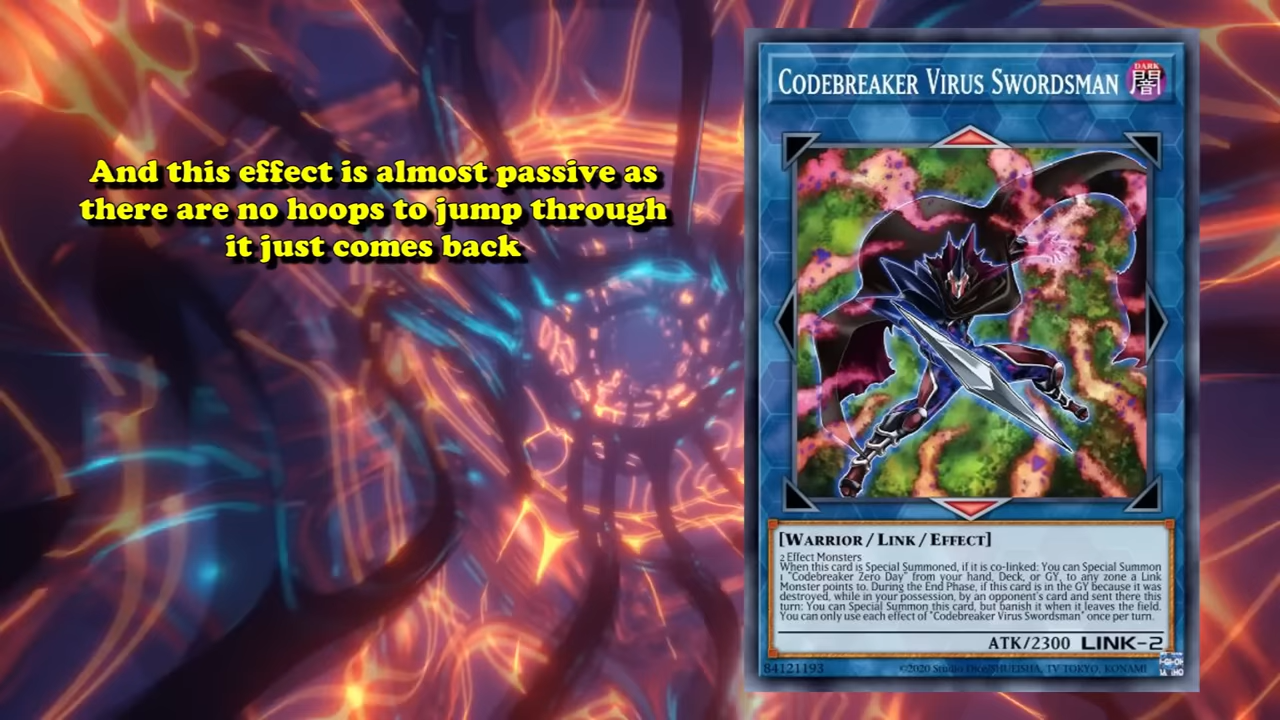 And this effect is almost passive as
there are no hoops to jump through
it just comes back
CODEBREAKER VIRUS SWORDSMAN
DARK
闇
[WARRIOR / LINK / EFFECT]
2 Effect Monsters
When this card is Special Summoned, if it is co-linked: You can Special Summon
1 "Codebreaker Zero Day" from your hand, Deck, or GY, to any zone a Link
Monster points to. During the End Phase, if this card is in the GY because it was
destroyed, while in your possession, by an opponent's card and sent there this
turn: You can Special Summon this card, but banish it when it leaves the field.
You can only use each effect of "Codebreaker Virus Swordsman" once per turn.
ATK/2300 LINK-2
84121193
©2020 Studio Dice/SHUEISHA, TV TOKYO, KONAMI